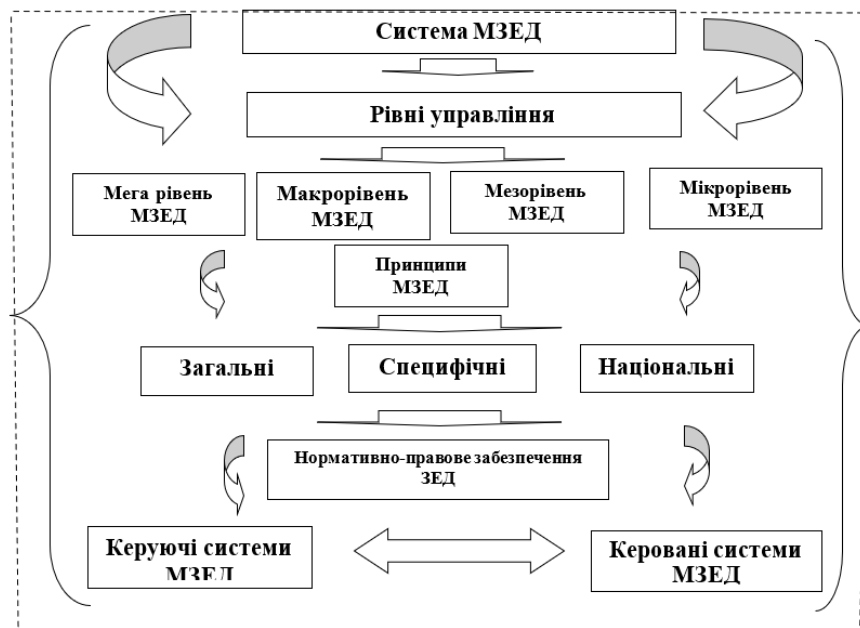 Система МЗЕД
Рівні управління
Мега рівень
МЗЕД
Макрорівень
МЗЕД
Мезорівень
МЗЕД
Мікрорівень
МЗЕД
Принципи
МЗЕД
Загальні
Специфічні
Національні
Нормативно-правове забезпечення
ЗЕД
Керуючі системи
МЗЕД
Керовані системи
МЗЕД